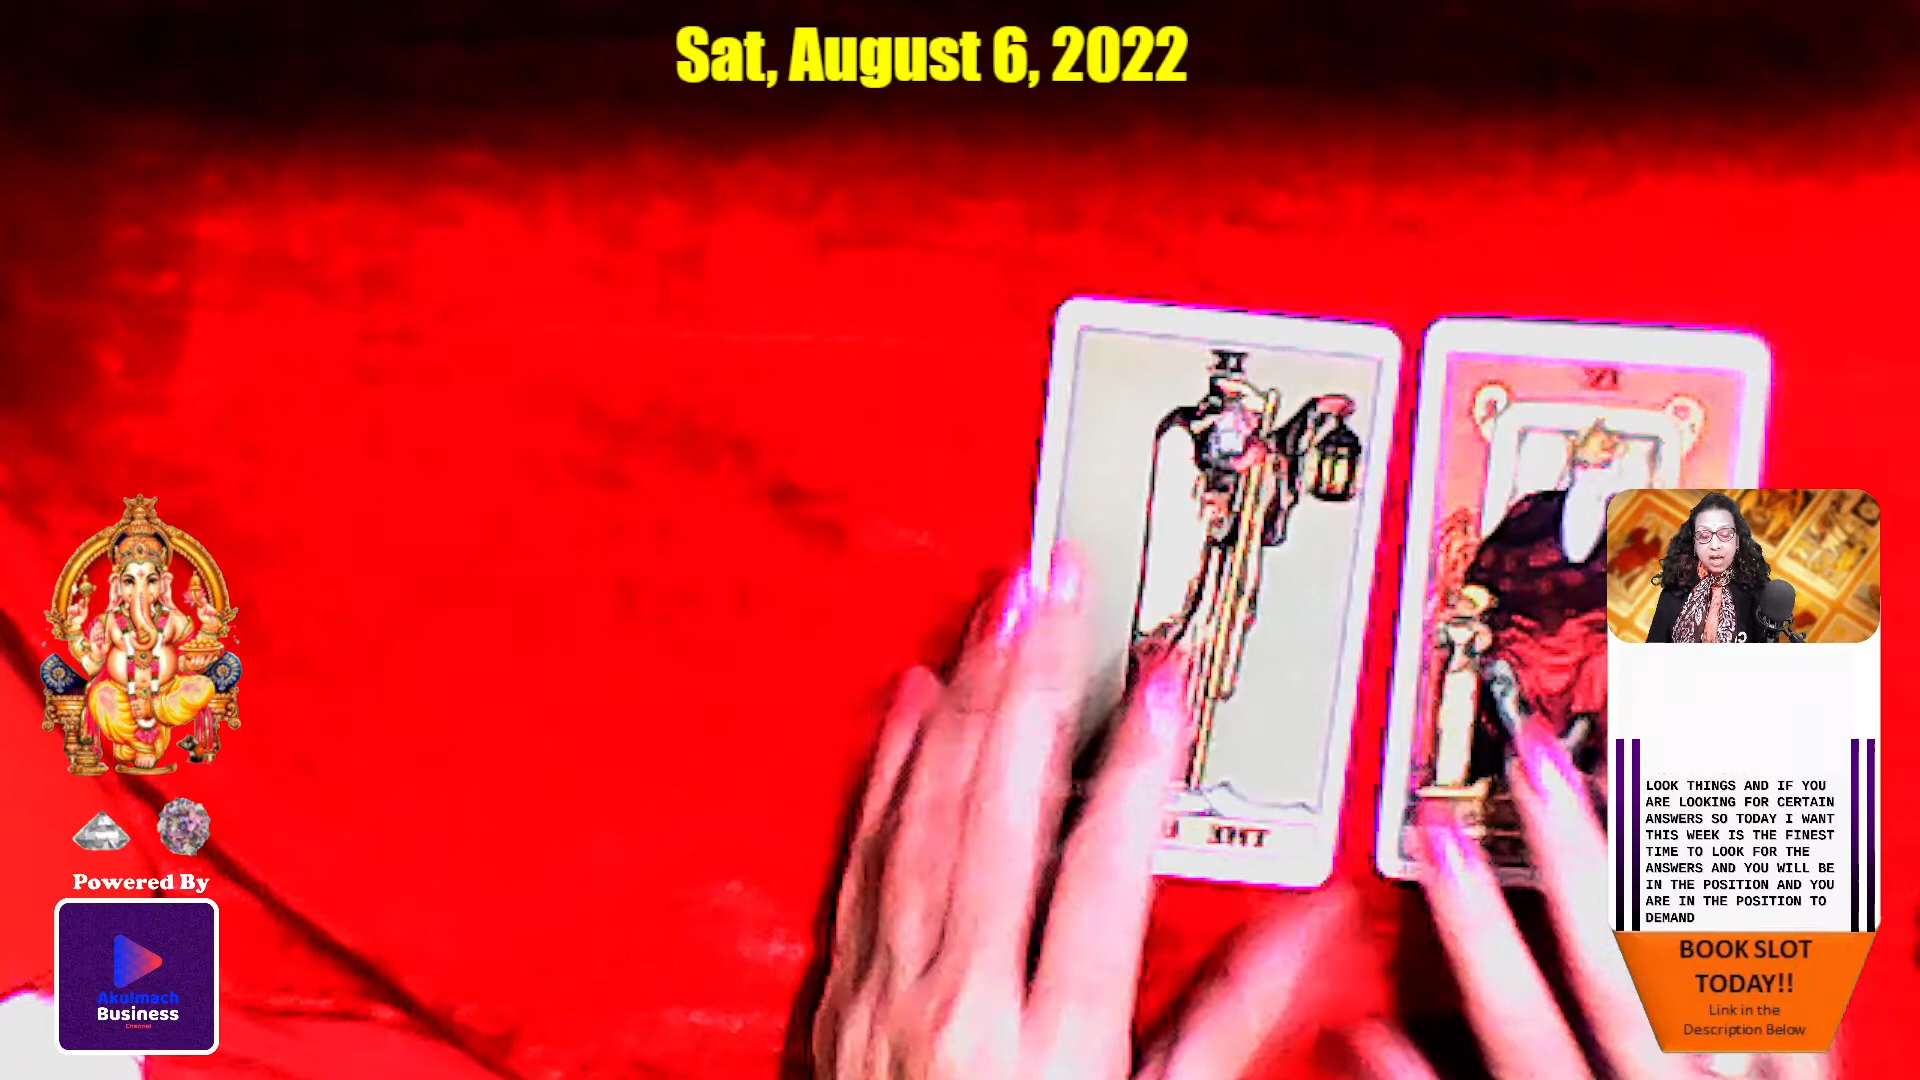 Sat, August 6, 2022
LOOK THINGS AND IF YOU
ARE LOOKING FOR CERTAIN
ANSWERS SO TODAY I WANT
THIS WEEK IS THE FINEST
TIME TO LOOK FOR THE
ANSWERS AND YOU WILL BE
IN THE POSITION AND YOU
ARE IN THE POSITION TO
DEMAND
BOOK SLOT
TODAY!!
Link in the
Description Below
Powered By
Akulmach
Business
Channel